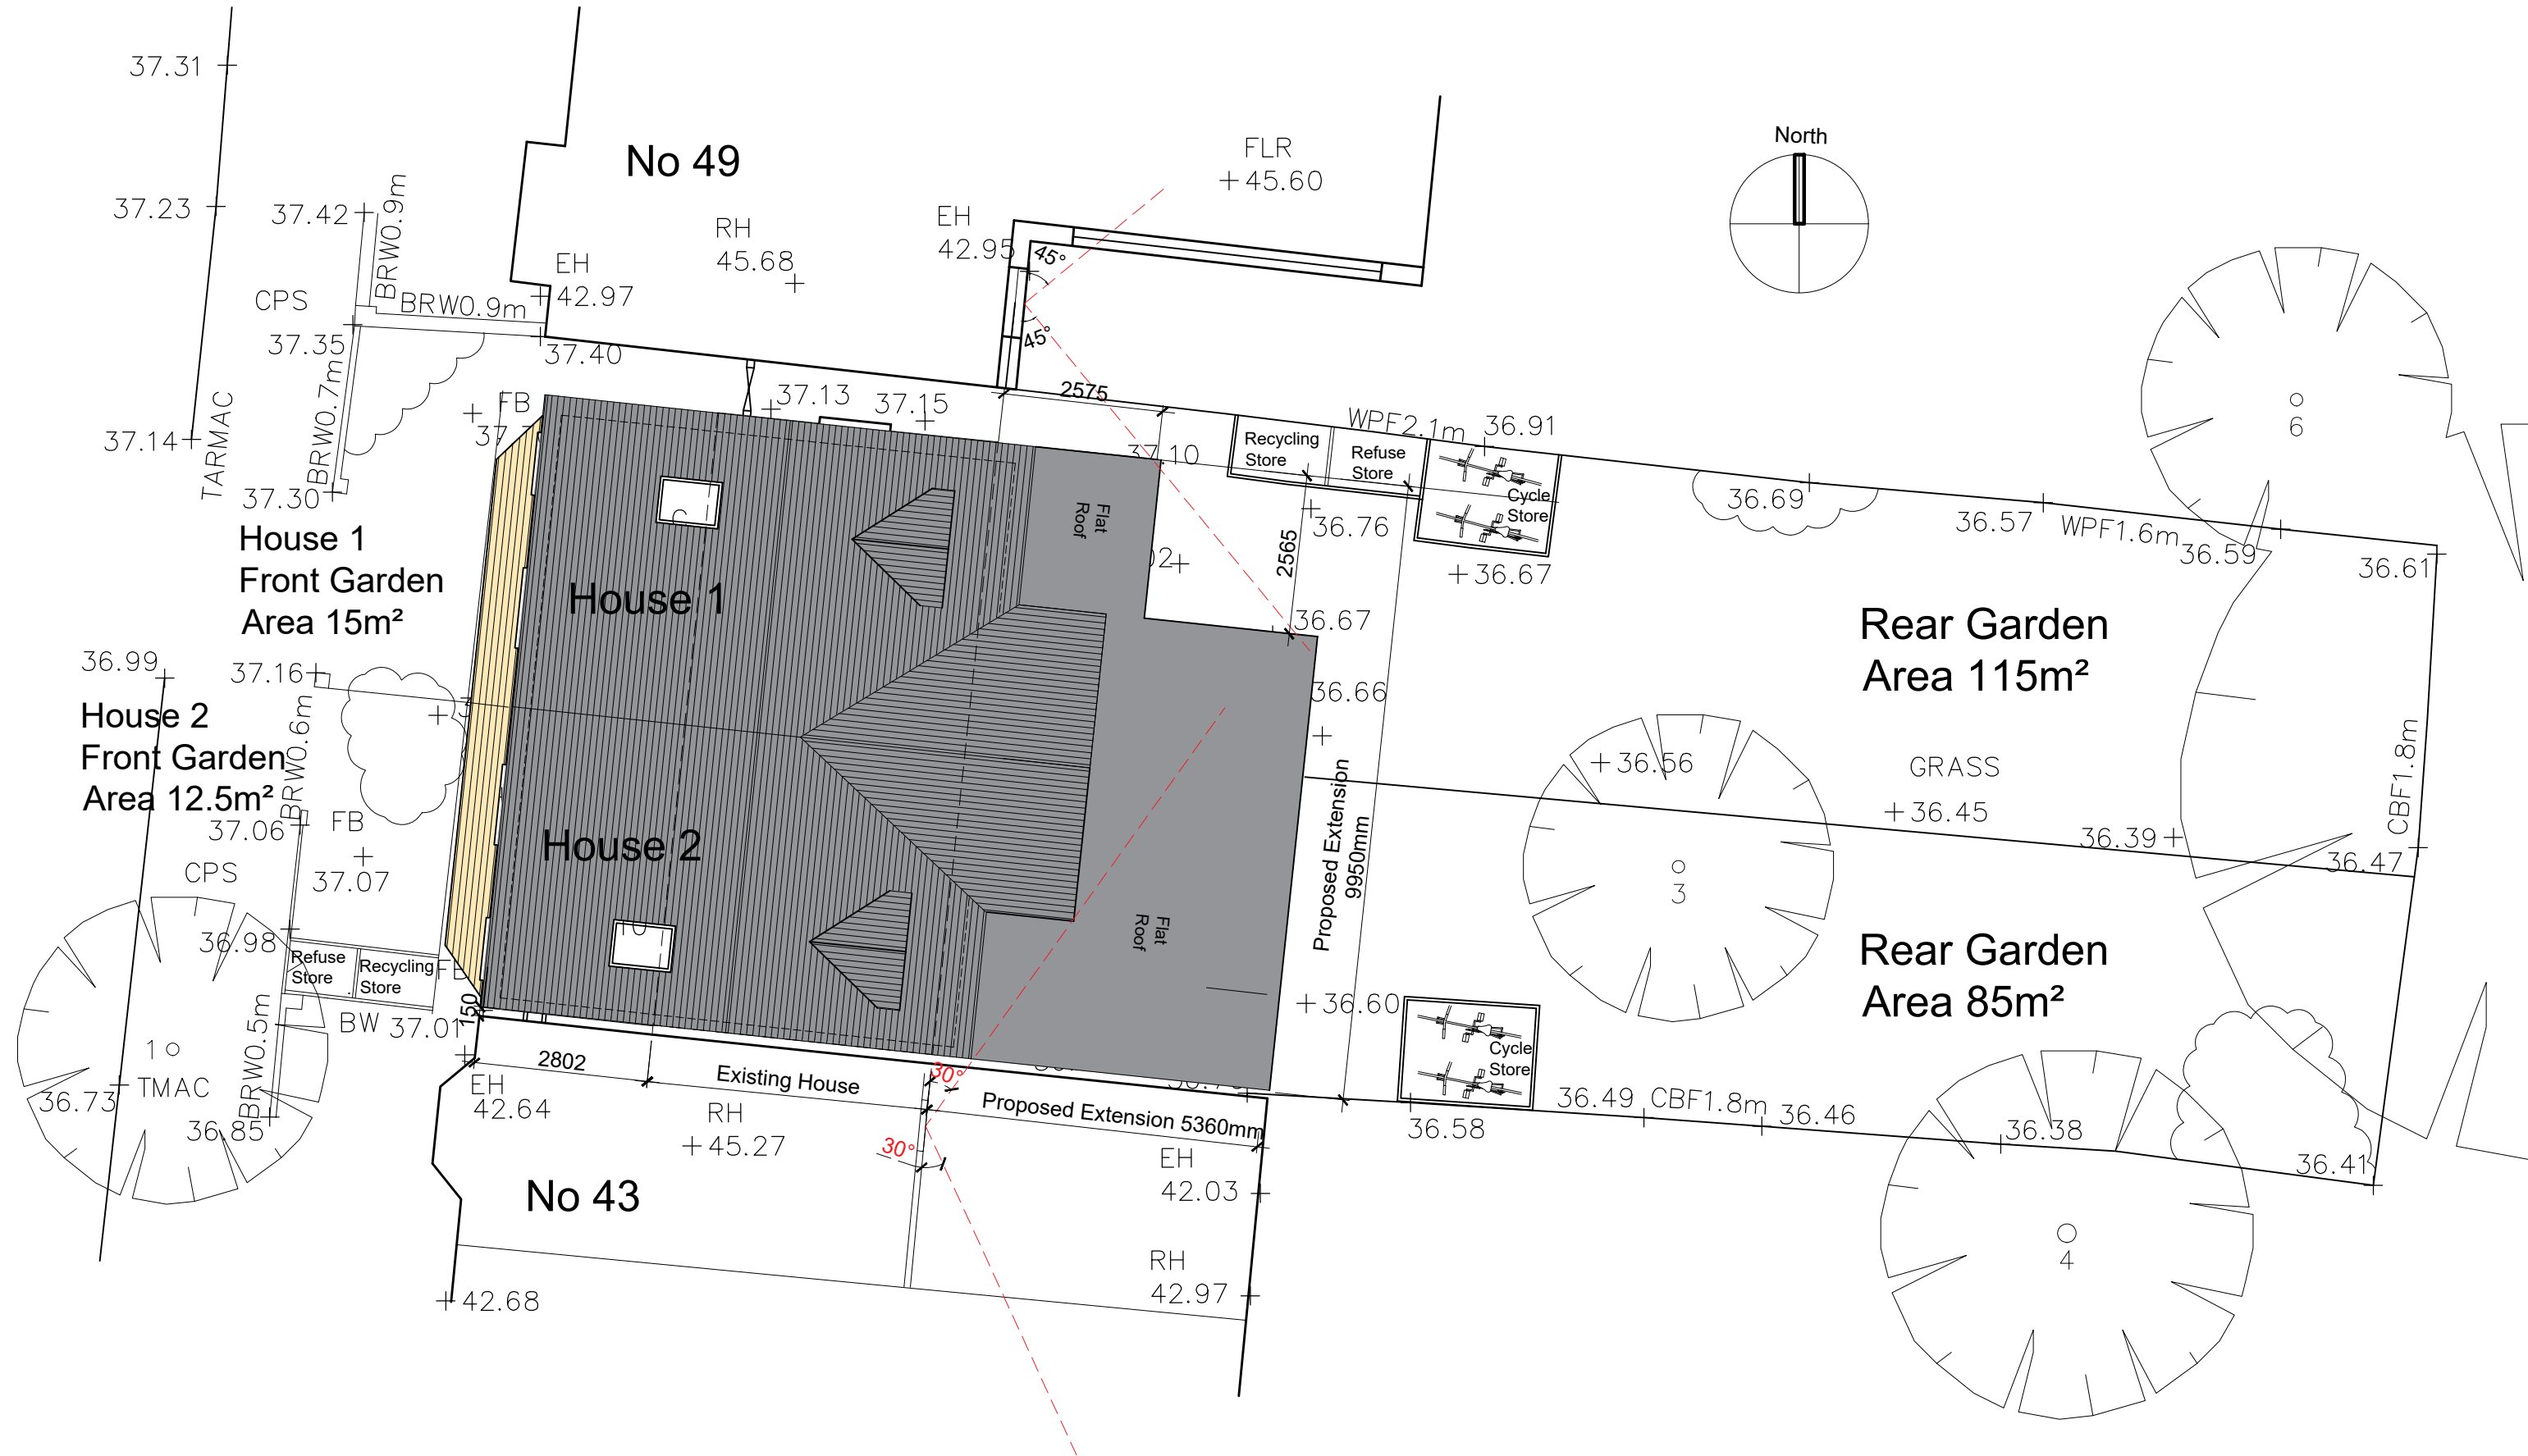 37.31
No 49
North
FLR
+45.60
37.23
37.42
BRW0.9m
RH
45.68
EH
42.95
45°
EH
42.97
CPS
BRW0.9m
37.35
37.40
45°
BRW0.7m
TARMAC
FB
37.13
37.15
2575
37.10
WPF2.1m
36.91
37.14
37.30
Recycling
Store
Refuse
Store
Cycle
Store
36.69
36.57
WPF1.6m
36.59
36.61
6
Flat
Roof
36.76
2565
+36.67
House 1
Front Garden
Area 15m²
House 1
36.67
Rear Garden
Area 115m²
36.99
37.16
36.66
House 2
Front Garden
Area 12.5m²
BRW0.6m
37.06
FB
37.07
CPS
House 2
Proposed Extension
9950mm
+36.56
GRASS
+36.45
36.39
36.47
CBF1.8m
3
36.98
Refuse
Store
Recycling
Store
Flat
Roof
Rear Garden
Area 85m²
+36.60
Cycle
Store
BW
37.01
150
BRW0.5m
1
TMAC
36.73
36.85
EH
42.64
2802
Existing House
30°
Proposed Extension 5360mm
RH
+45.27
30°
36.58
36.49
CBF1.8m
36.46
36.38
36.41
EH
42.03
No 43
RH
42.97
+42.68
4